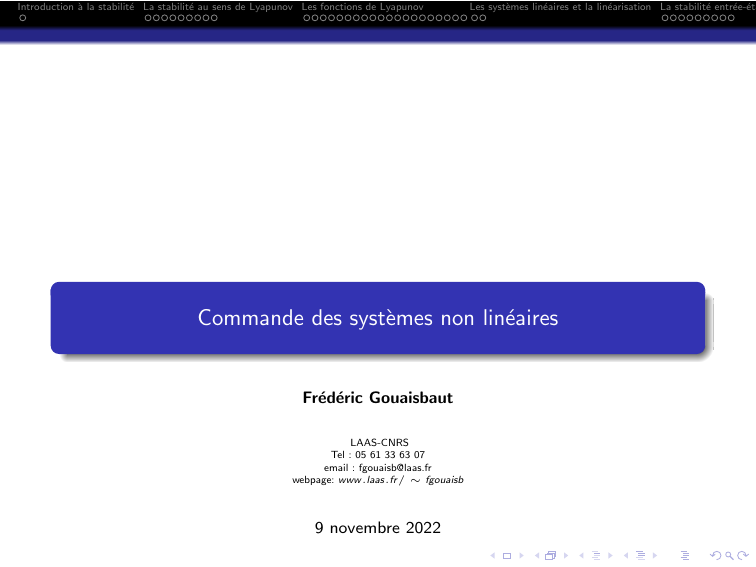 Introduction à la stabilité La stabilité au sens de Lyapunov Les fonctions de Lyapunov Les systèmes linéaires et la linéarisation La stabilité entrée-ét
Commande des systèmes non linéaires
Frédéric Gouaisbaut
LAAS-CNRS
Tel : 05 61 33 63 07
email : fgouaisb@laas.fr
webpage: www.laas.fr/ ∼ fgouaisb
9 novembre 2022